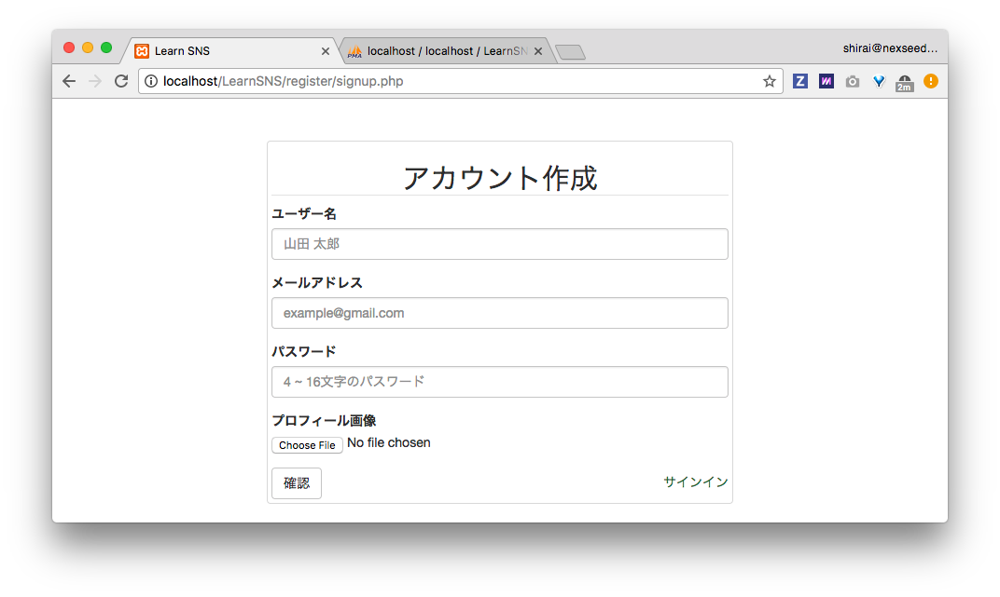 Learn SNS
localhost / localhost / LearnSN
shirai@nexseed...
localhost/LearnSNS/register/signup.php
Z
2m
アカウント作成
ユーザー名
山田 太郎
メールアドレス
example@gmail.com
パスワード
4 ~ 16文字のパスワード
プロフィール画像
Choose File No file chosen
確認
サインイン